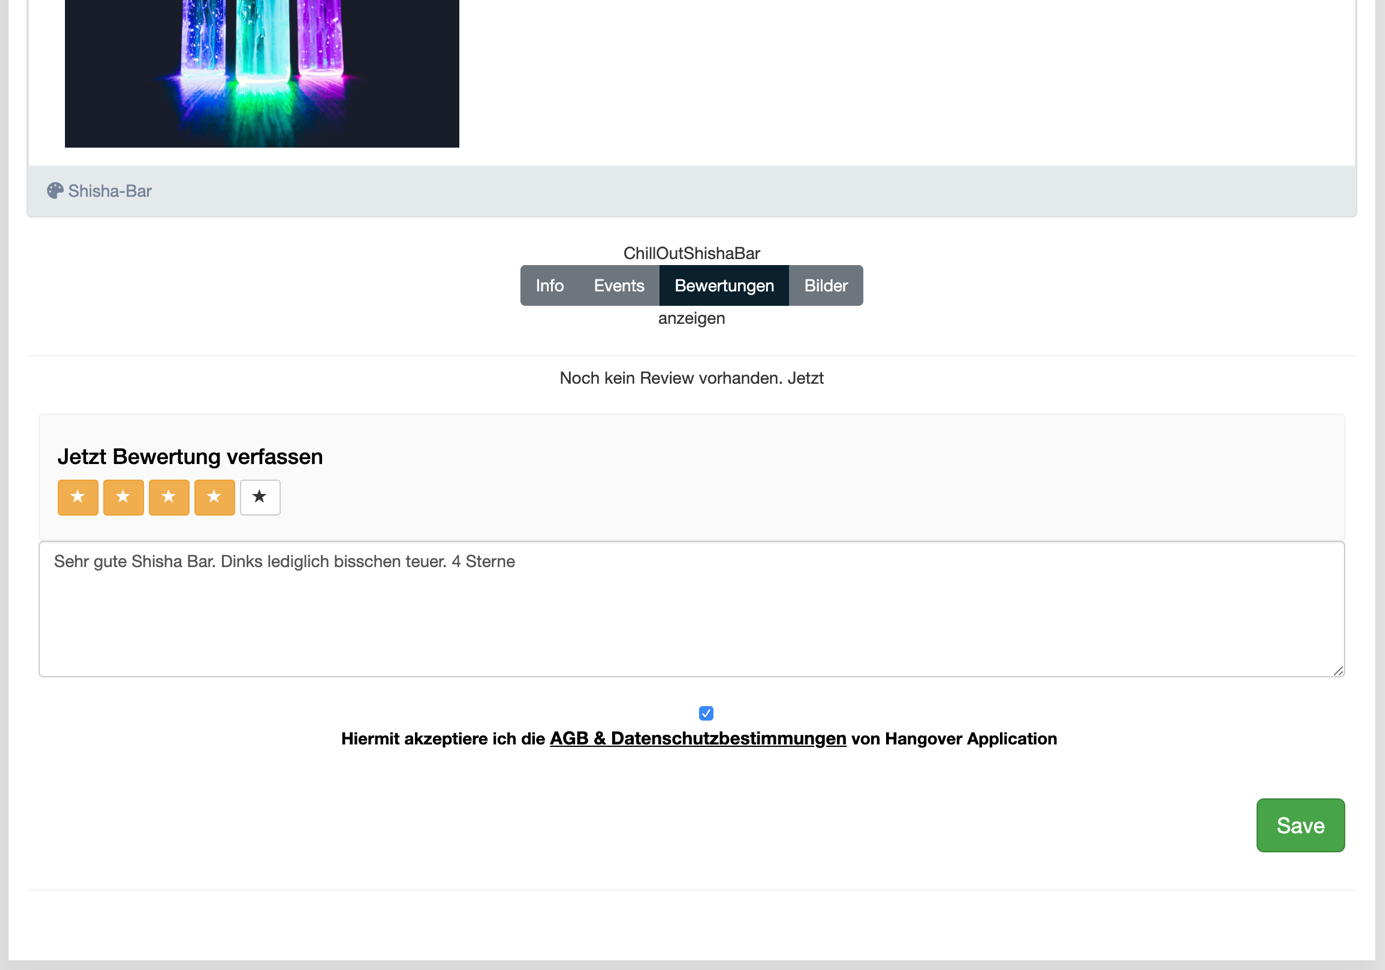 Shisha-Bar
ChillOutShishaBar
Info Events Bewertungen Bilder
anzeigen
Noch kein Review vorhanden. Jetzt
Jetzt Bewertung verfassen
Sehr gute Shisha Bar. Dinks lediglich bisschen teuer. 4 Sterne
Hiermit akzeptiere ich die AGB & Datenschutzbestimmungen von Hangover Application
Save